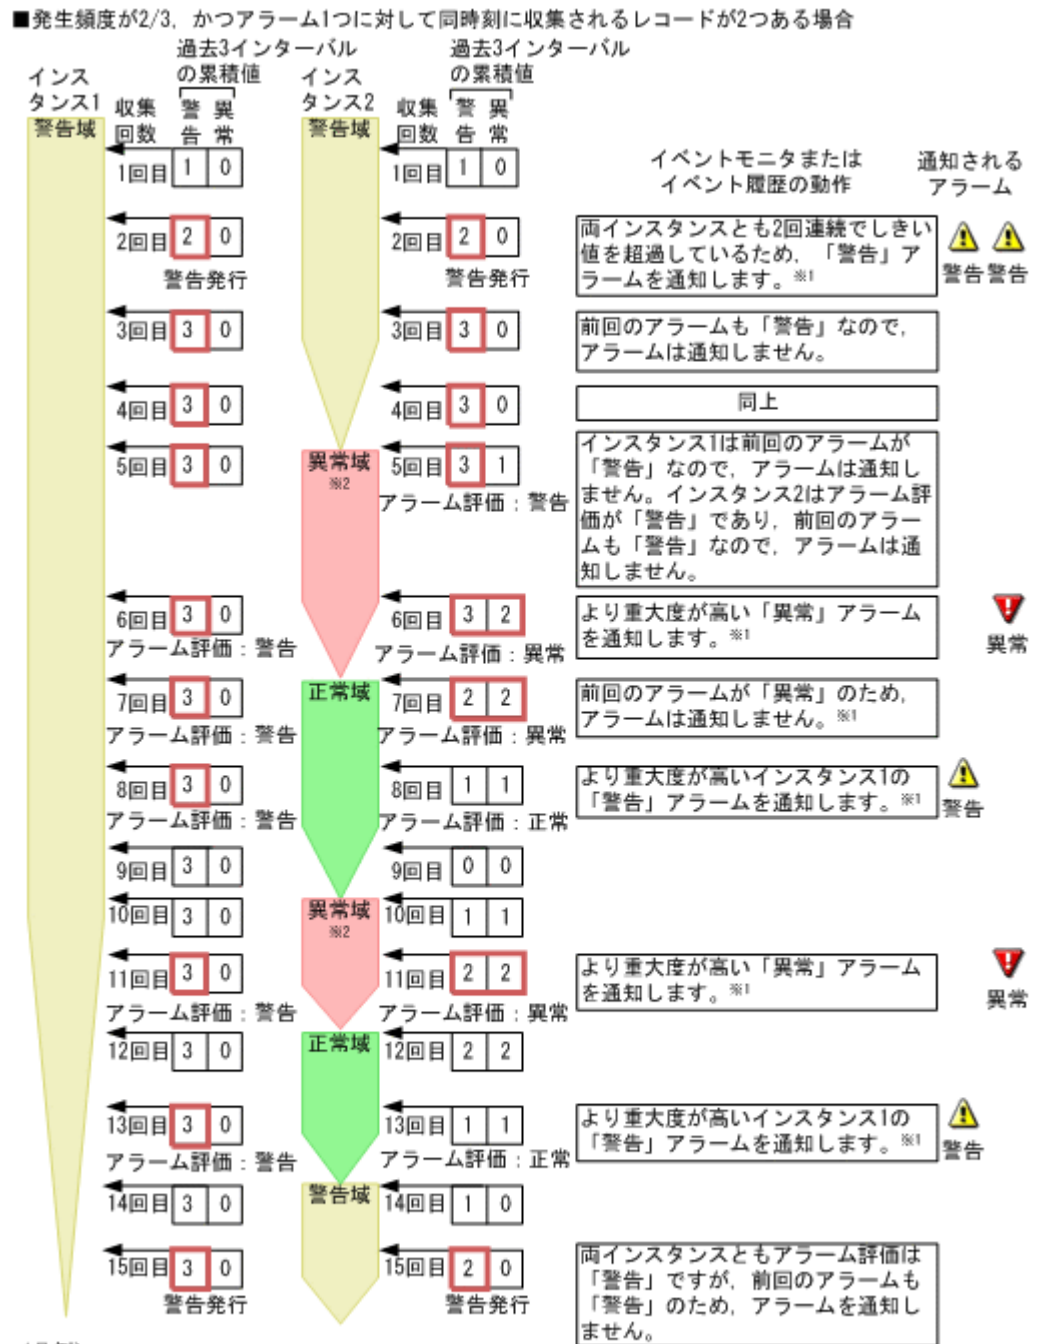 ■発生頻度が2/3，かつアラーム1つに対して同時刻に収集されるレコードが2つある場合
過去3インターバル
の累積値
過去3インターバル
の累積値
インス
タンス1
収集
回数
警告
異常
インス
タンス2
収集
回数
警告
異常
イベントモニタまたは
イベント履歴の動作
通知される
アラーム
警告域
警告域
1回目 1 0
1回目 1 0
2回目 2 0
警告発行
2回目 2 0
警告発行
両インスタンスとも2回連続でしきい
値を超過しているため，「警告」ア
ラームを通知します。※1
警告 警告
3回目 3 0
3回目 3 0
前回のアラームも「警告」なので，
アラームは通知しません。
4回目 3 0
4回目 3 0
同上
5回目 3 0
異常域
※2
5回目 3 1
アラーム評価：警告
インスタンス1は前回のアラームが
「警告」なので，アラームは通知し
ません。インスタンス2はアラーム評
価が「警告」であり，前回のアラー
ムも「警告」なので，アラームは通
知しません。
6回目 3 0
アラーム評価：警告
6回目 3 2
アラーム評価：異常
より重大度が高い「異常」アラーム
を通知します。※1
異常
7回目 3 0
アラーム評価：警告
正常域
7回目 2 2
アラーム評価：異常
前回のアラームが「異常」のため，
アラームは通知しません。※1
8回目 3 0
アラーム評価：警告
8回目 1 1
アラーム評価：正常
より重大度が高いインスタンス1の
「警告」アラームを通知します。※1
警告
9回目 3 0
9回目 0 0
10回目 3 0
異常域
※2
10回目 1 1
11回目 3 0
アラーム評価：警告
11回目 2 2
アラーム評価：異常
より重大度が高い「異常」アラーム
を通知します。※1
異常
12回目 3 0
正常域
12回目 2 2
13回目 3 0
アラーム評価：警告
13回目 1 1
アラーム評価：正常
より重大度が高いインスタンス1の
「警告」アラームを通知します。※1
警告
14回目 3 0
警告域
14回目 1 0
15回目 3 0
警告発行
15回目 2 0
警告発行
両インスタンスともアラーム評価は
「警告」ですが，前回のアラームも
「警告」のため，アラームを通知し
ません。